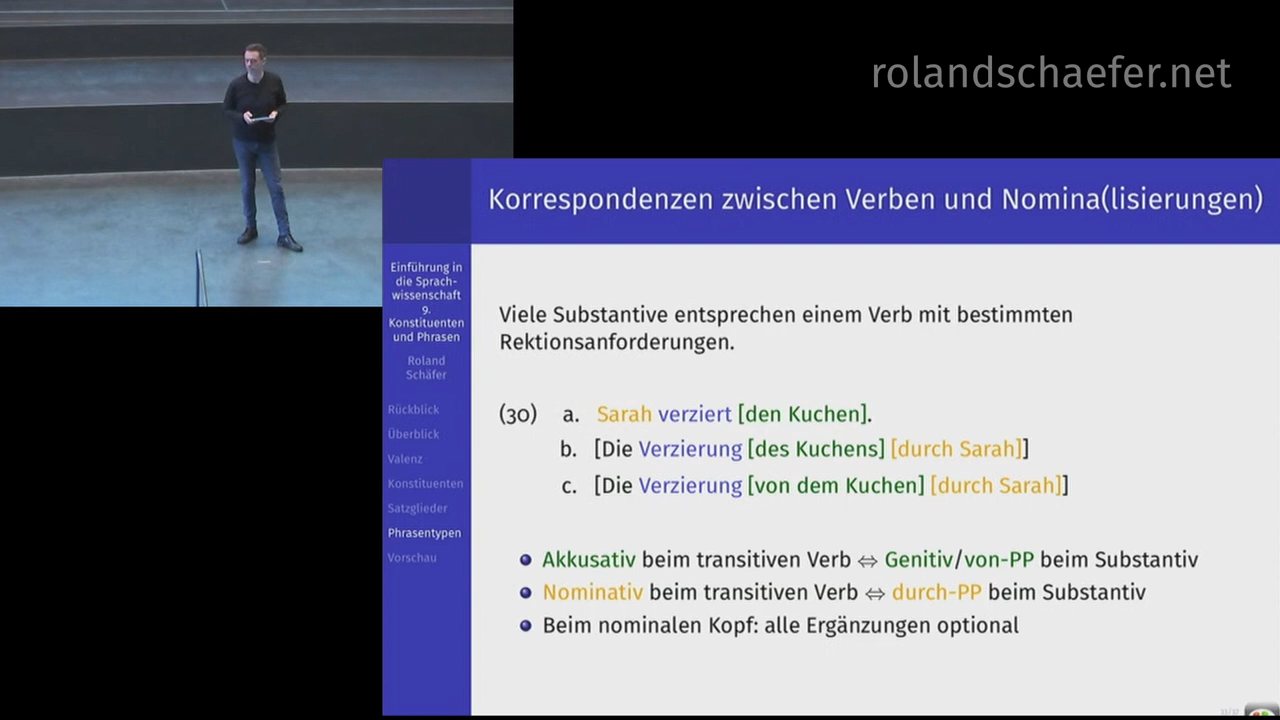 rolandschaefer.net
Korrespondenzen zwischen Verben und Nomina(lisierungen)
Einführung in
die Sprach-
wissenschaft
9.
Konstituenten
und Phrasen
Roland
Schäfer
Rückblick
Überblick
Valenz
Konstituenten
Satzglieder
Phrasentypen
Vorschau
Viele Substantive entsprechen einem Verb mit bestimmten
Rektionsanforderungen.
(30) a. Sarah verziert [den Kuchen].
b. [Die Verzierung [des Kuchens] [durch Sarah]]
c. [Die Verzierung [von dem Kuchen] [durch Sarah]]
Akkusativ beim transitiven Verb ⇔ Genitiv/von-PP beim Substantiv
Nominativ beim transitiven Verb ⇔ durch-PP beim Substantiv
Beim nominalen Kopf: alle Ergänzungen optional